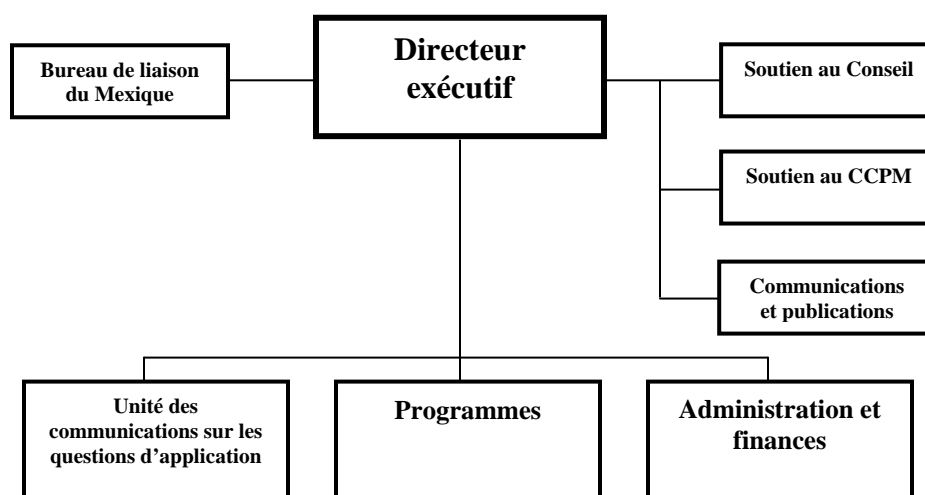 Directeur
exécutif
Bureau de liaison
du Mexique
Soutien au Conseil
Soutien au CCPM
Communications
et publications
Unité des
communications sur les
questions d’application
Programmes
Administration et
finances